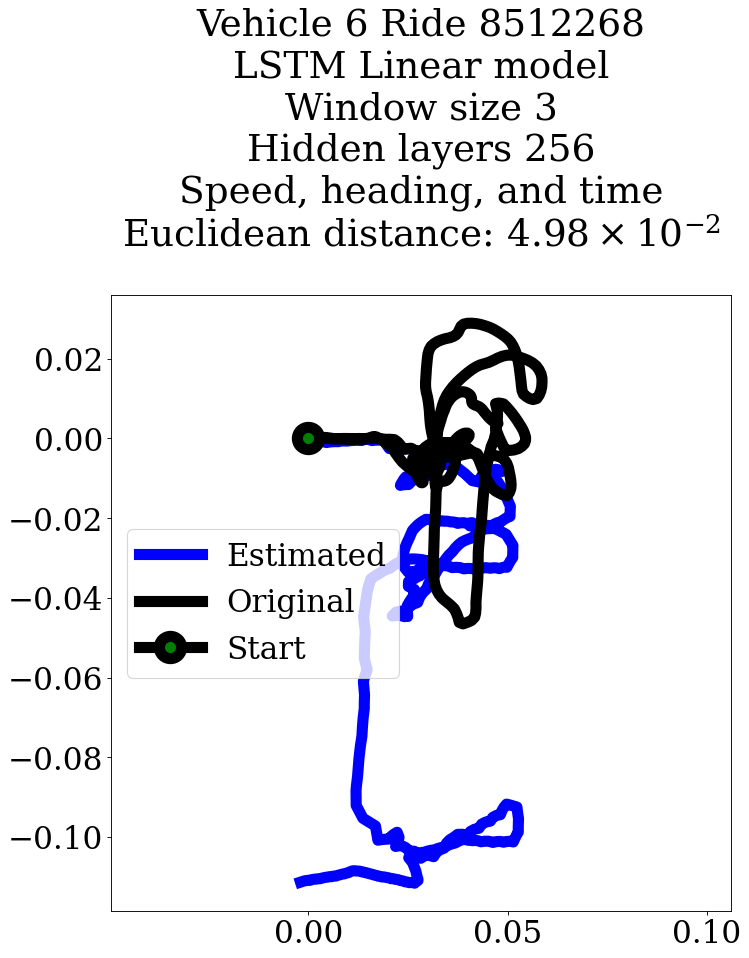 Vehicle 6 Ride 8512268
LSTM Linear model
Window size 3
Hidden layers 256
Speed, heading, and time
Euclidean distance: 4.98 × 10⁻²
0.02
0.00
−0.02
−0.04
−0.06
−0.08
−0.10
Estimated
Original
Start
0.00 0.05 0.10